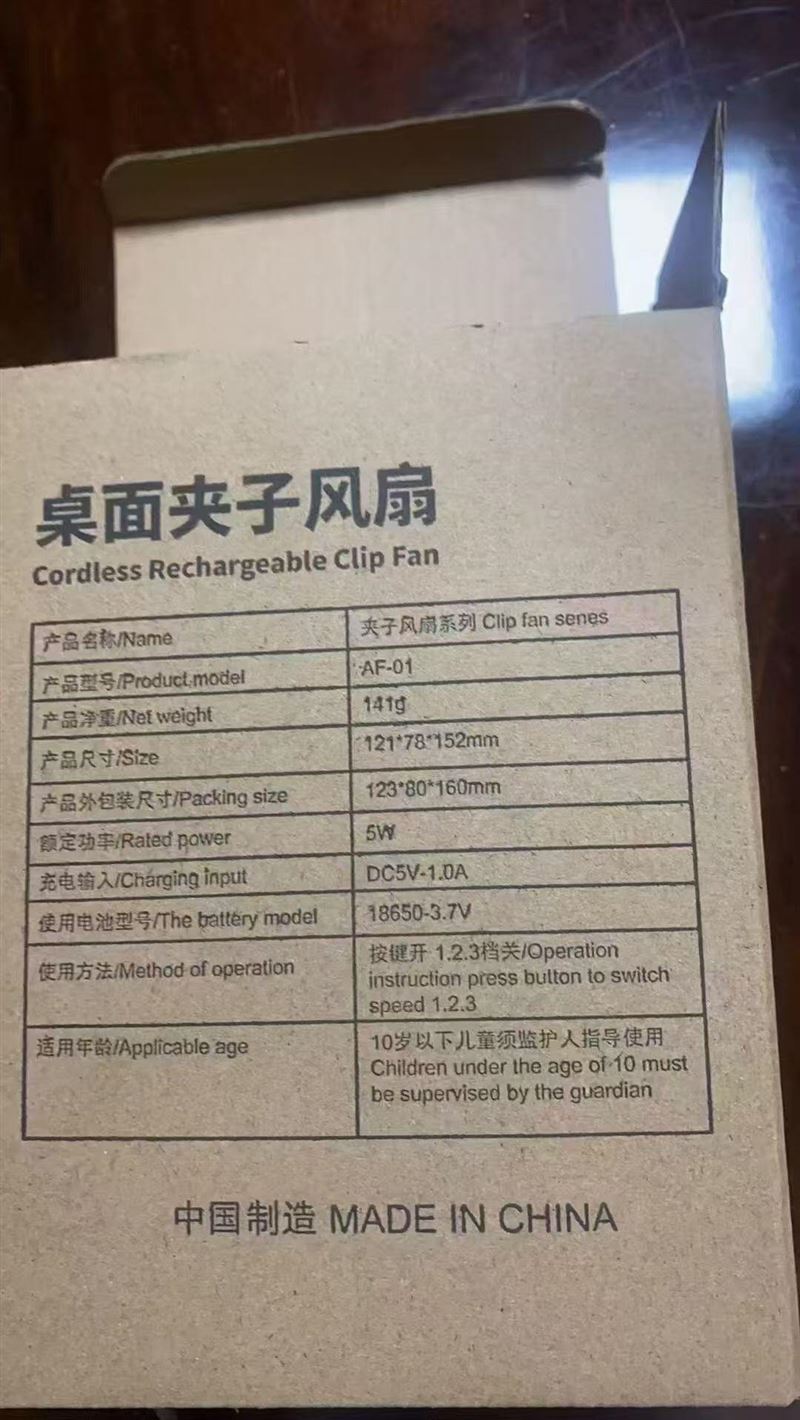 桌面夹子风扇
Cordless Rechargeable Clip Fan
产品名称/Name 夹子风扇系列 Clip fan senes
产品型号/Product model AF-01
产品净重/Net weight 141g
产品尺寸/Size 121*78*152mm
产品外包装尺寸/Packing size 123*80*160mm
额定功率/Rated power 5W
充电输入/Charging input DC5V-1.0A
使用电池型号/The battery model 18650-3.7V
使用方法/Method of operation 按键开 1.2.3档关/Operation
instruction press button to switch
speed 1.2.3
适用年龄/Applicable age 10岁以下儿童须监护人指导使用
Children under the age of 10 must
be supervised by the guardian
中国制造 MADE IN CHINA